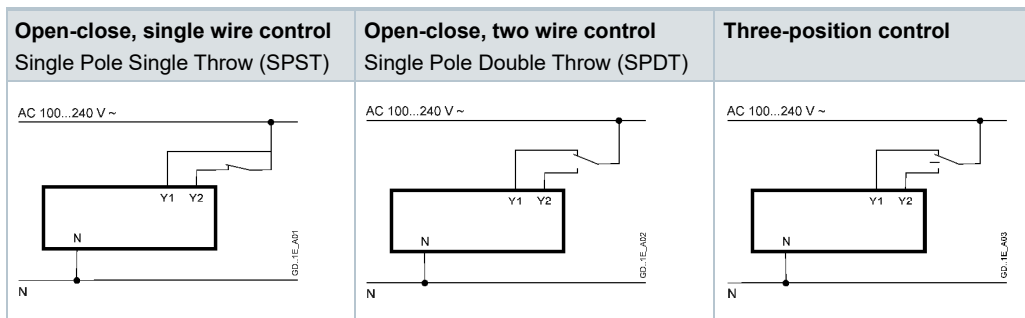 Open-close, single wire control
Single Pole Single Throw (SPST)
Open-close, two wire control
Single Pole Double Throw (SPDT)
Three-position control
AC 100...240 V ~
Y1 Y2
N
N
GD..1E_A01
AC 100...240 V ~
Y1 Y2
N
N
GD..1E_A02
AC 100...240 V ~
Y1 Y2
N
N
GD..1E_A03